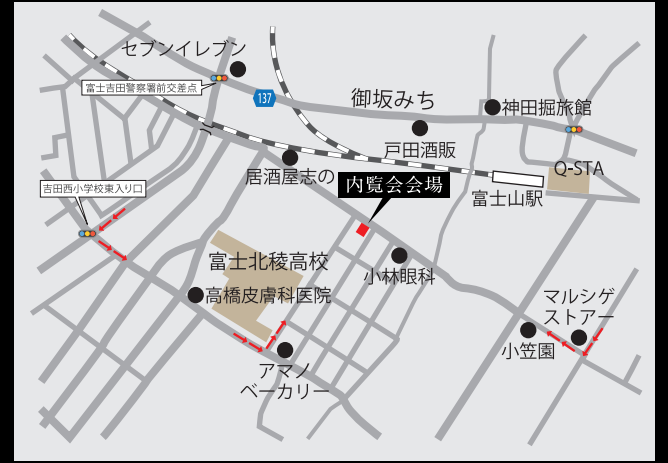 セブンイレブン
富士吉田警察署前交差点
137
御坂みち
神田掘旅館
戸田酒販
Q-STA
居酒屋志の
内覧会会場
富士山駅
吉田西小学校東入り口
富士北稜高校
小林眼科
高橋皮膚科医院
マルシゲ
ストアー
小笠園
アマノ
ベーカリー